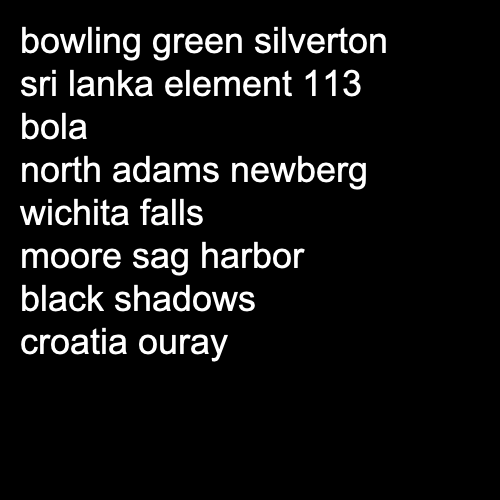 bowling green silverton
sri lanka element 113
bola
north adams newberg
wichita falls
moore sag harbor
black shadows
croatia ouray